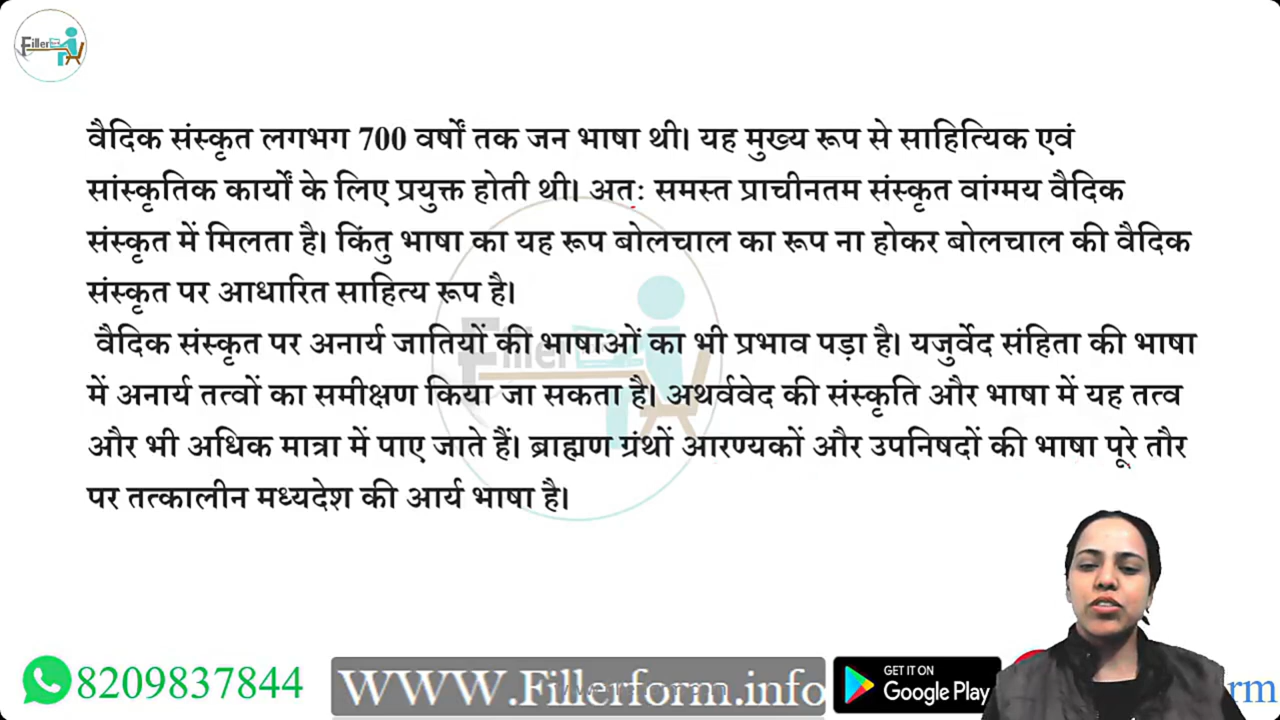 Filler
वैदिक संस्कृत लगभग 700 वर्षों तक जन भाषा थी। यह मुख्य रूप से साहित्यिक एवं
सांस्कृतिक कार्यों के लिए प्रयुक्त होती थी। अतः समस्त प्राचीनतम संस्कृत वांग्मय वैदिक
संस्कृत में मिलता है। किंतु भाषा का यह रूप बोलचाल का रूप ना होकर बोलचाल की वैदिक
संस्कृत पर आधारित साहित्य रूप है।
वैदिक संस्कृत पर अनार्य जातियों की भाषाओं का भी प्रभाव पड़ा है। यजुर्वेद संहिता की भाषा
में अनार्य तत्वों का समीक्षण किया जा सकता है। अथर्ववेद की संस्कृति और भाषा में यह तत्व
और भी अधिक मात्रा में पाए जाते हैं। ब्राह्मण ग्रंथों आरण्यकों और उपनिषदों की भाषा पूरे तौर
पर तत्कालीन मध्यदेश की आर्य भाषा है।
8209837844
WWW.Fillerform.info
GET IT ON
Google Play